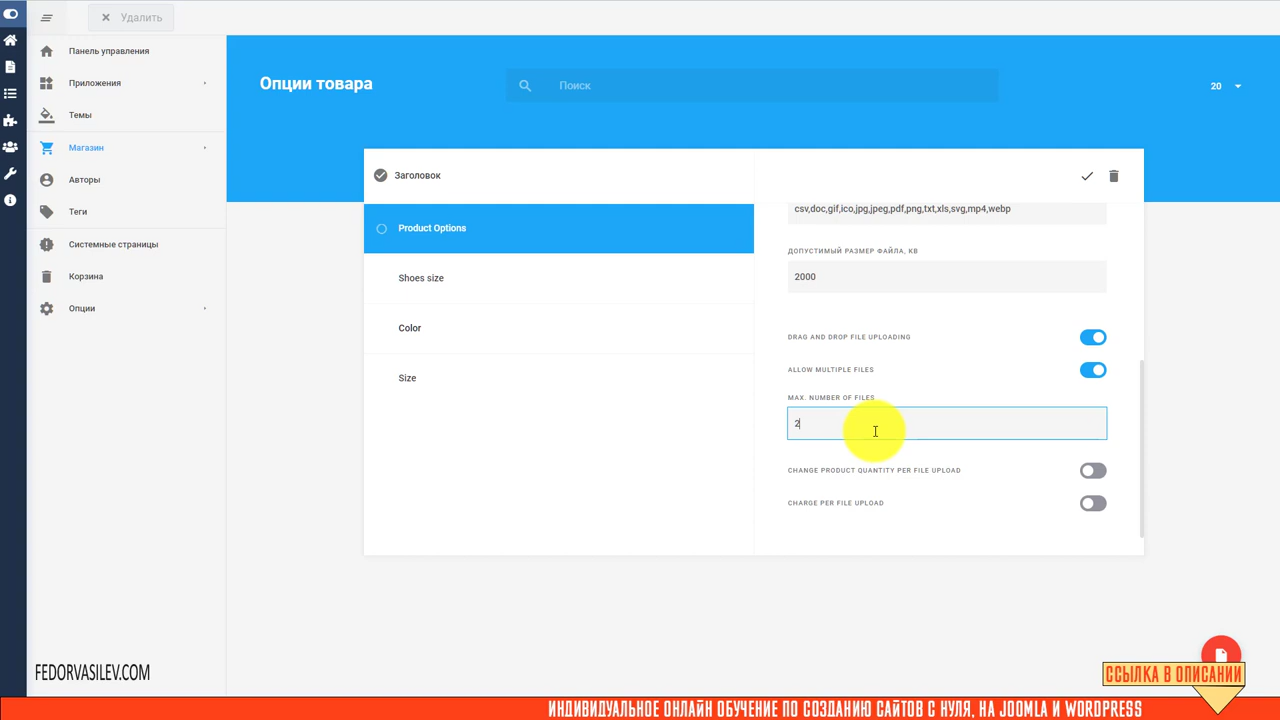 Удалить
Панель управления
Приложения
Темы
Магазин
Авторы
Теги
Системные страницы
Корзина
Опции
Опции товара
Поиск
20
Заголовок
Product Options
Shoes size
Color
Size
csv,doc,gif,ico,jpg,jpeg,pdf,png,txt,xls,svg,mp4,webp
ДОПУСТИМЫЙ РАЗМЕР ФАЙЛА, КВ
2000
DRAG AND DROP FILE UPLOADING
ALLOW MULTIPLE FILES
MAX. NUMBER OF FILES
2
CHANGE PRODUCT QUANTITY PER FILE UPLOAD
CHARGE PER FILE UPLOAD
FEDORVASILEV.COM
ССЫЛКА В ОПИСАНИИ
ИНДИВИДУАЛЬНОЕ ОНЛАЙН ОБУЧЕНИЕ ПО СОЗДАНИЮ САЙТОВ С НУЛЯ, НА JOOMLA И WORDPRESS